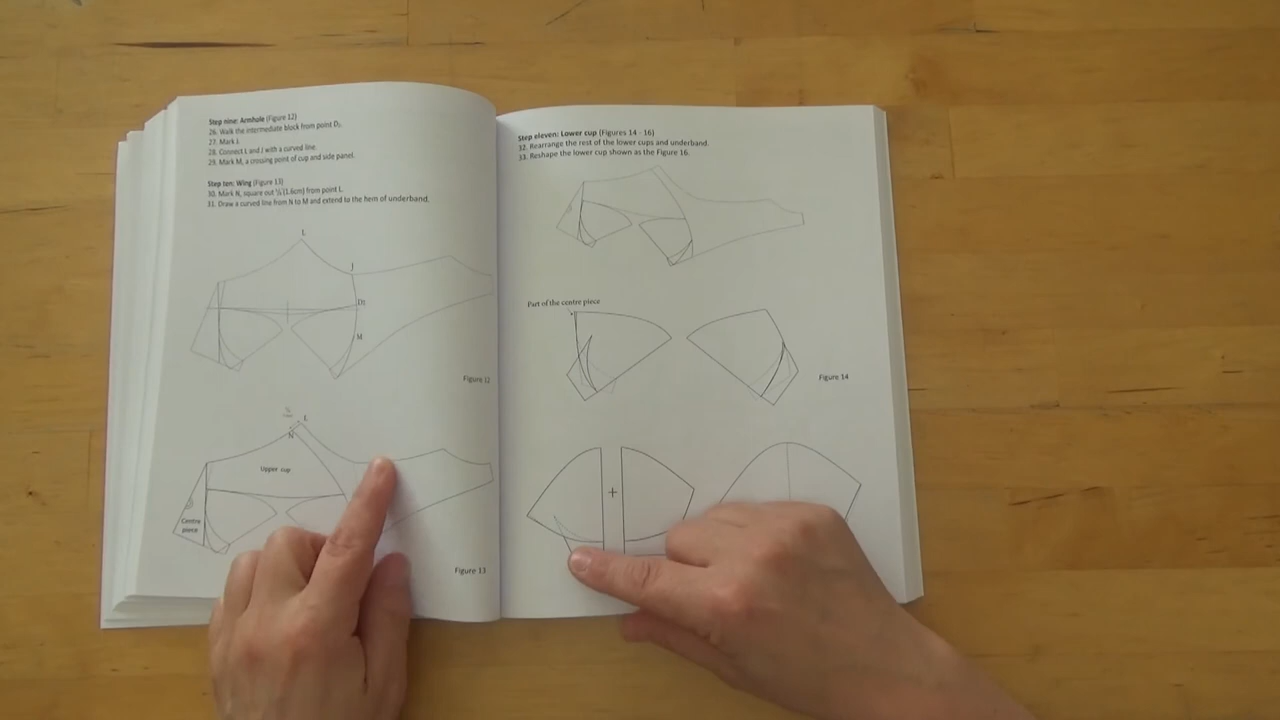 Step nine: Armhole (Figure 12)
26. Walk the intermediate block from point D₅.
27. Mark J.
28. Connect L and J with a curved line.
29. Mark M, a crossing point of cup and side panel.
Step ten: Wing (Figure 13)
30. Mark N, square out ⅝"(1.6cm) from point L.
31. Draw a curved line from N to M and extend to the hem of underband.
L
J
D₅
M
Figure 12
L
N
Upper cup
Centre
piece
Figure 13
Step eleven: Lower cup (Figures 14 - 16)
32. Rearrange the rest of the lower cups and underband.
33. Reshape the lower cup shown as the Figure 16.
Part of the centre piece
Figure 14
+